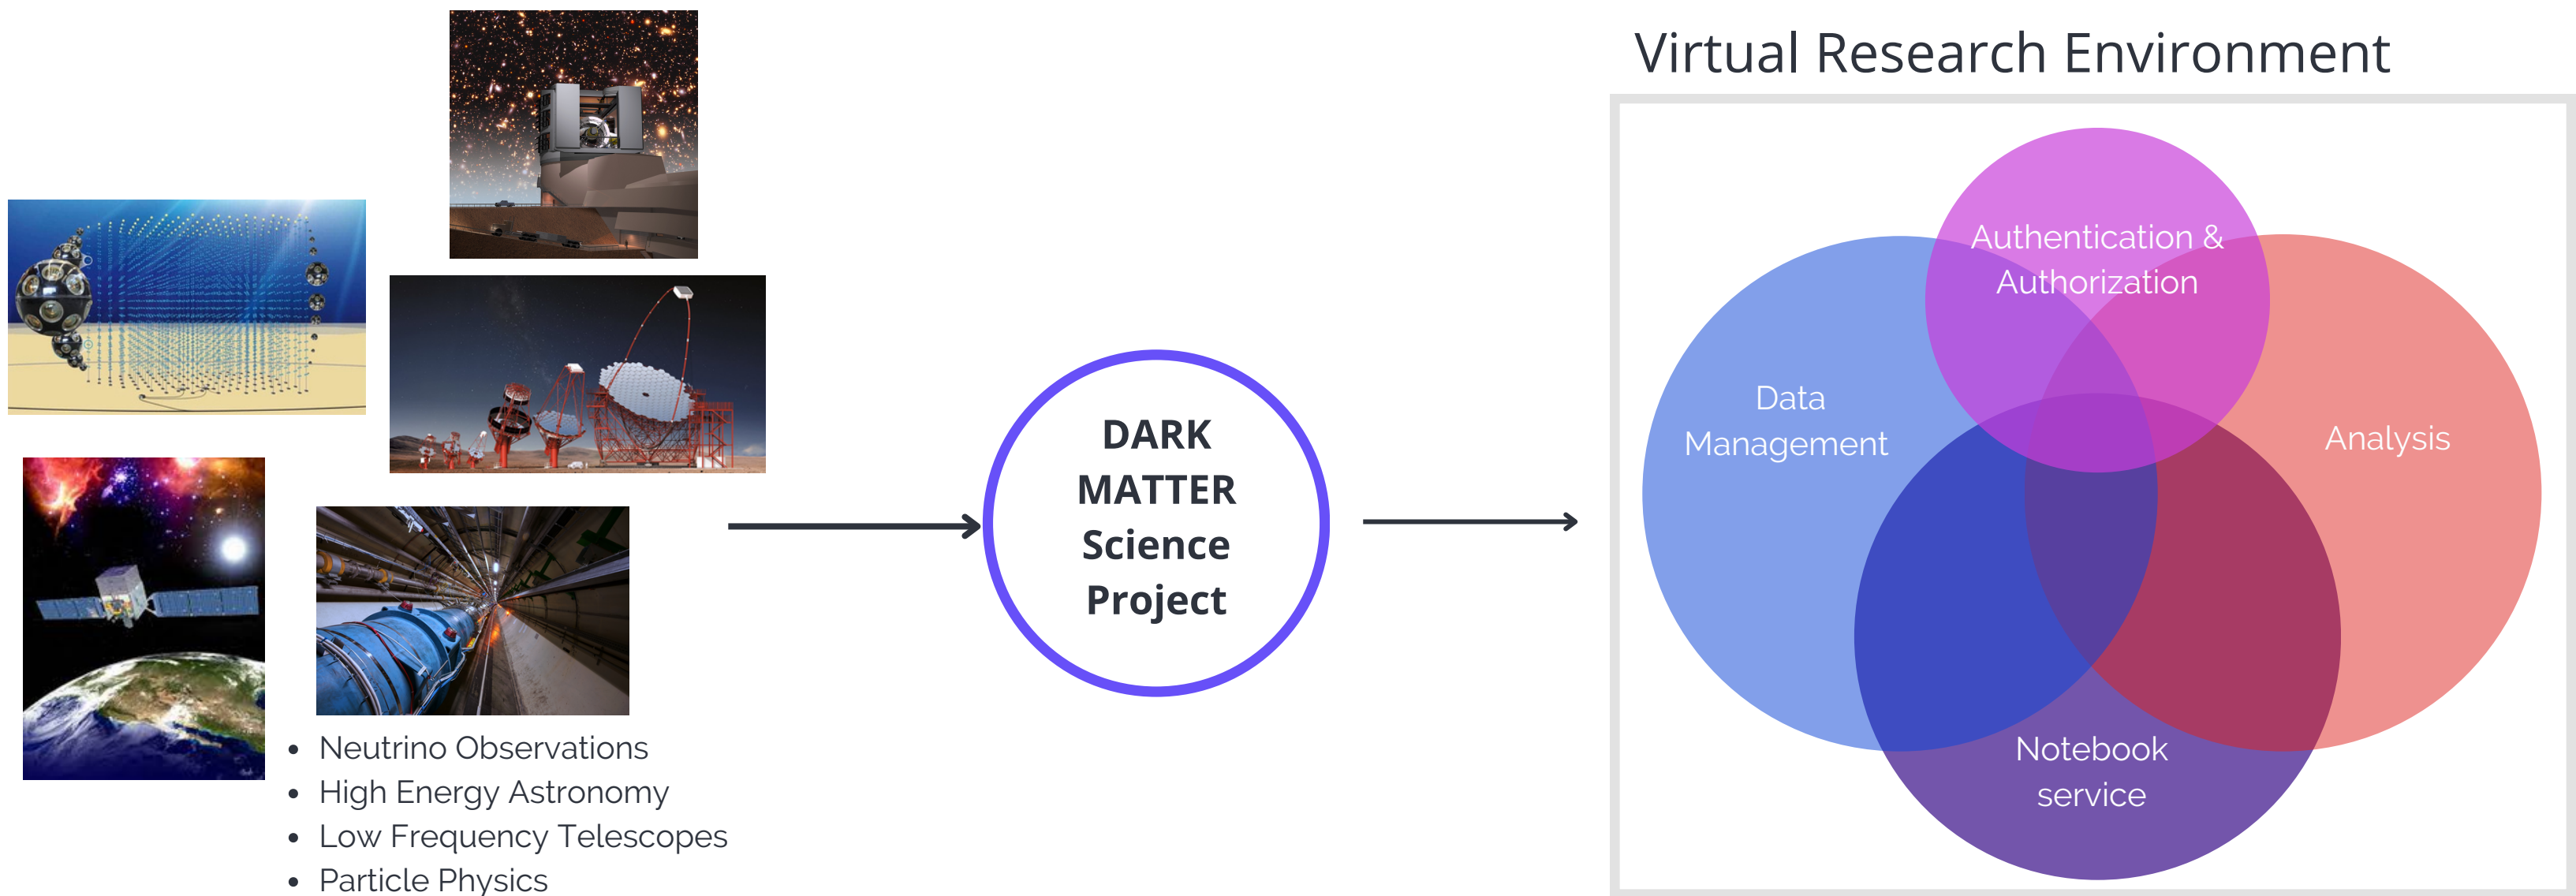 Virtual Research Environment
Authentication &
Authorization
Data
Management
Analysis
DARK
MATTER
Science
Project
Notebook
service
• Neutrino Observations
• High Energy Astronomy
• Low Frequency Telescopes
• Particle Physics